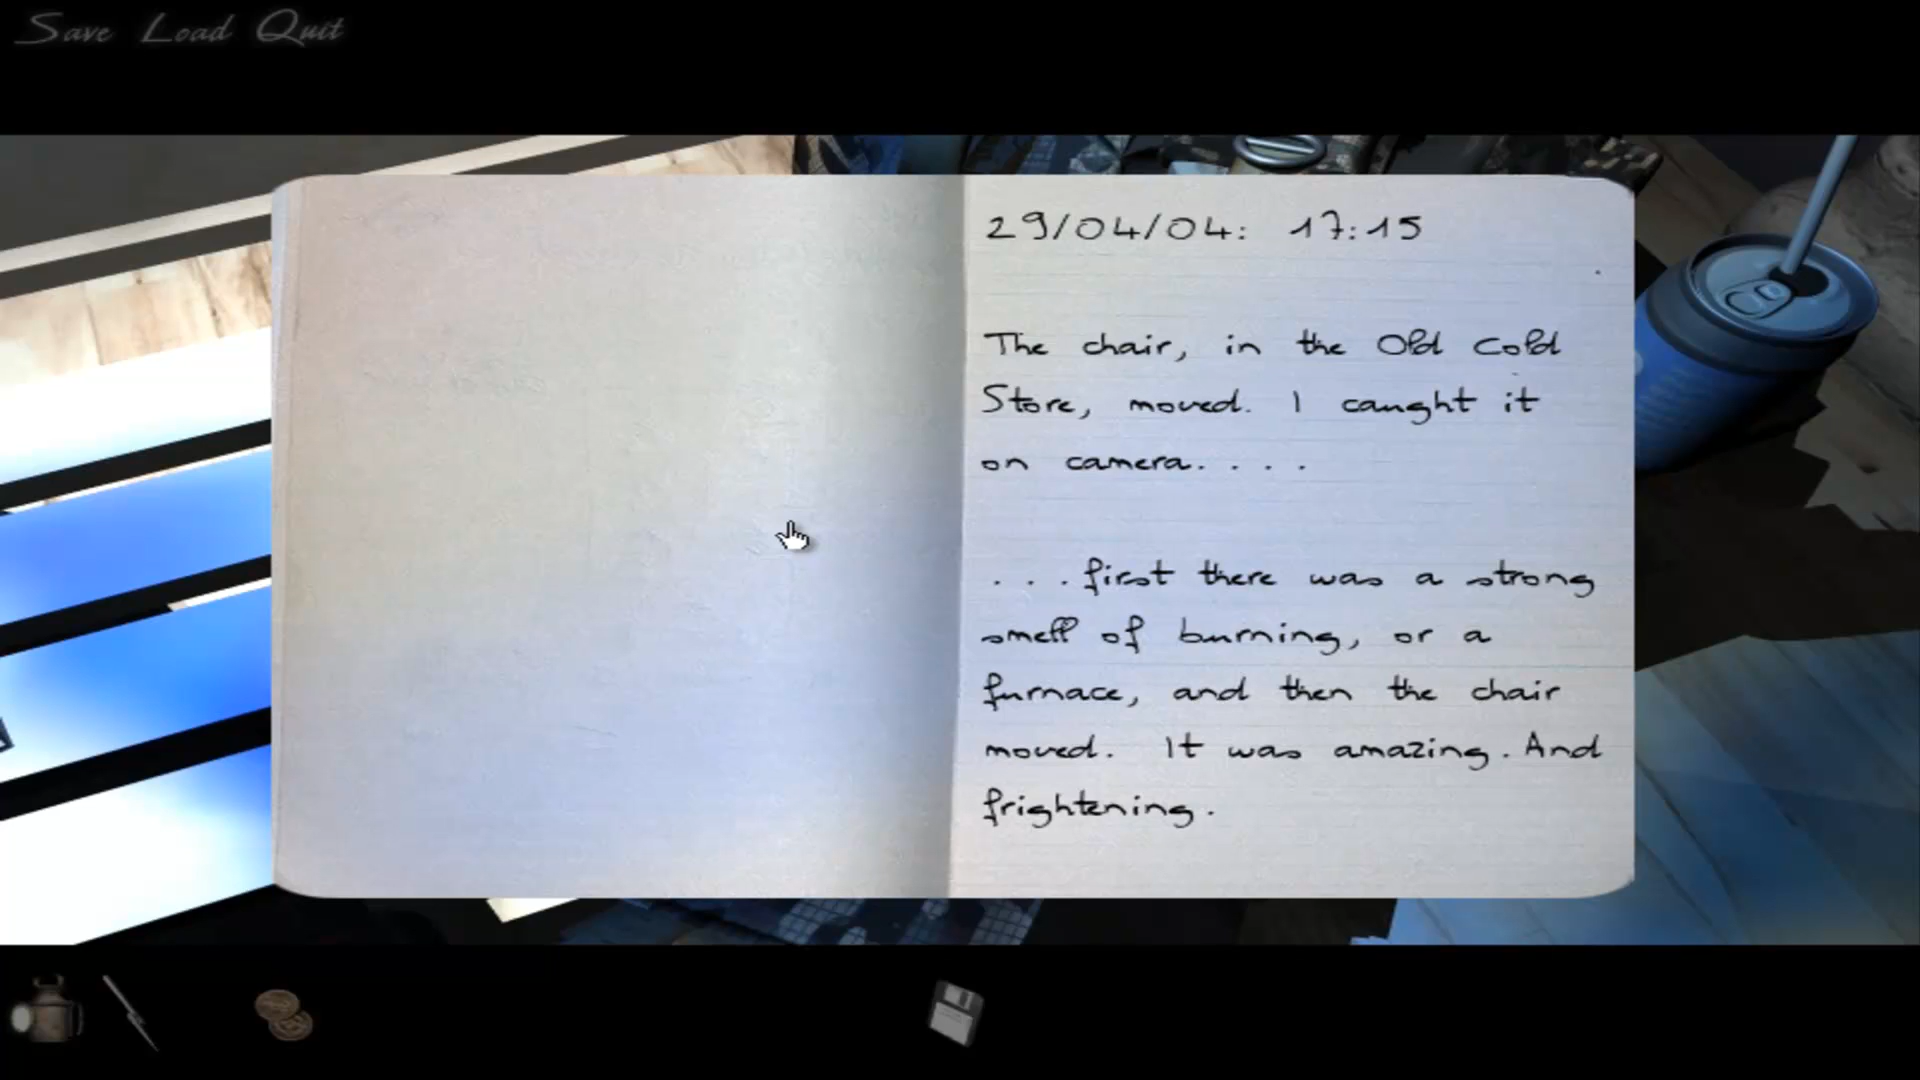 Save Load Quit
29/04/04: 17:15
The chair, in the Old Cold
Store, moved. I caught it
on camera....
...first there was a strong
smell of burning, or a
furnace, and then the chair
moved. It was amazing. And
frightening.